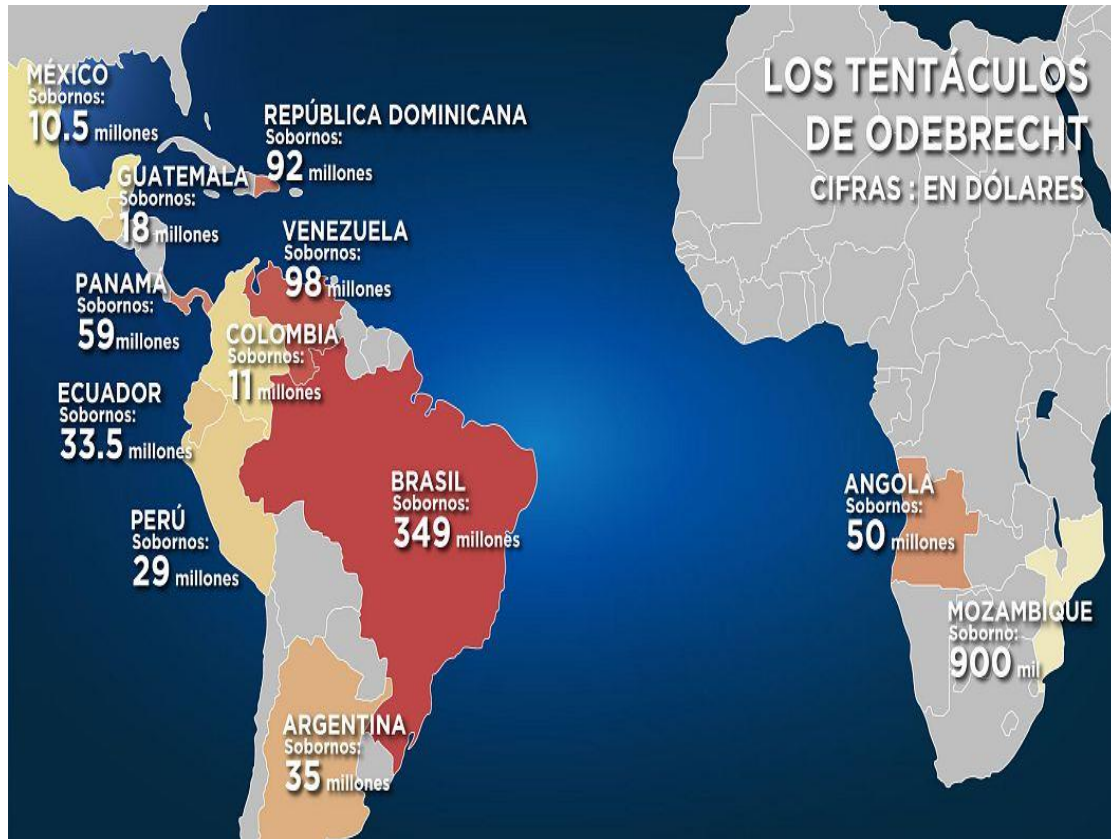 LOS TENTÁCULOS
DE ODEBRECHT
CIFRAS : EN DÓLARES
MÉXICO
Sobornos:
10.5 millones
REPÚBLICA DOMINICANA
Sobornos:
92 millones
GUATEMALA
Sobornos:
18 millones
VENEZUELA
Sobornos:
98 millones
PANAMÁ
Sobornos:
59 millones
COLOMBIA
Sobornos:
11 millones
ECUADOR
Sobornos:
33.5 millones
BRASIL
Sobornos:
349 millones
PERÚ
Sobornos:
29 millones
ANGOLA
Sobornos:
50 millones
MOZAMBIQUE
Soborno:
900 mil
ARGENTINA
Sobornos:
35 millones